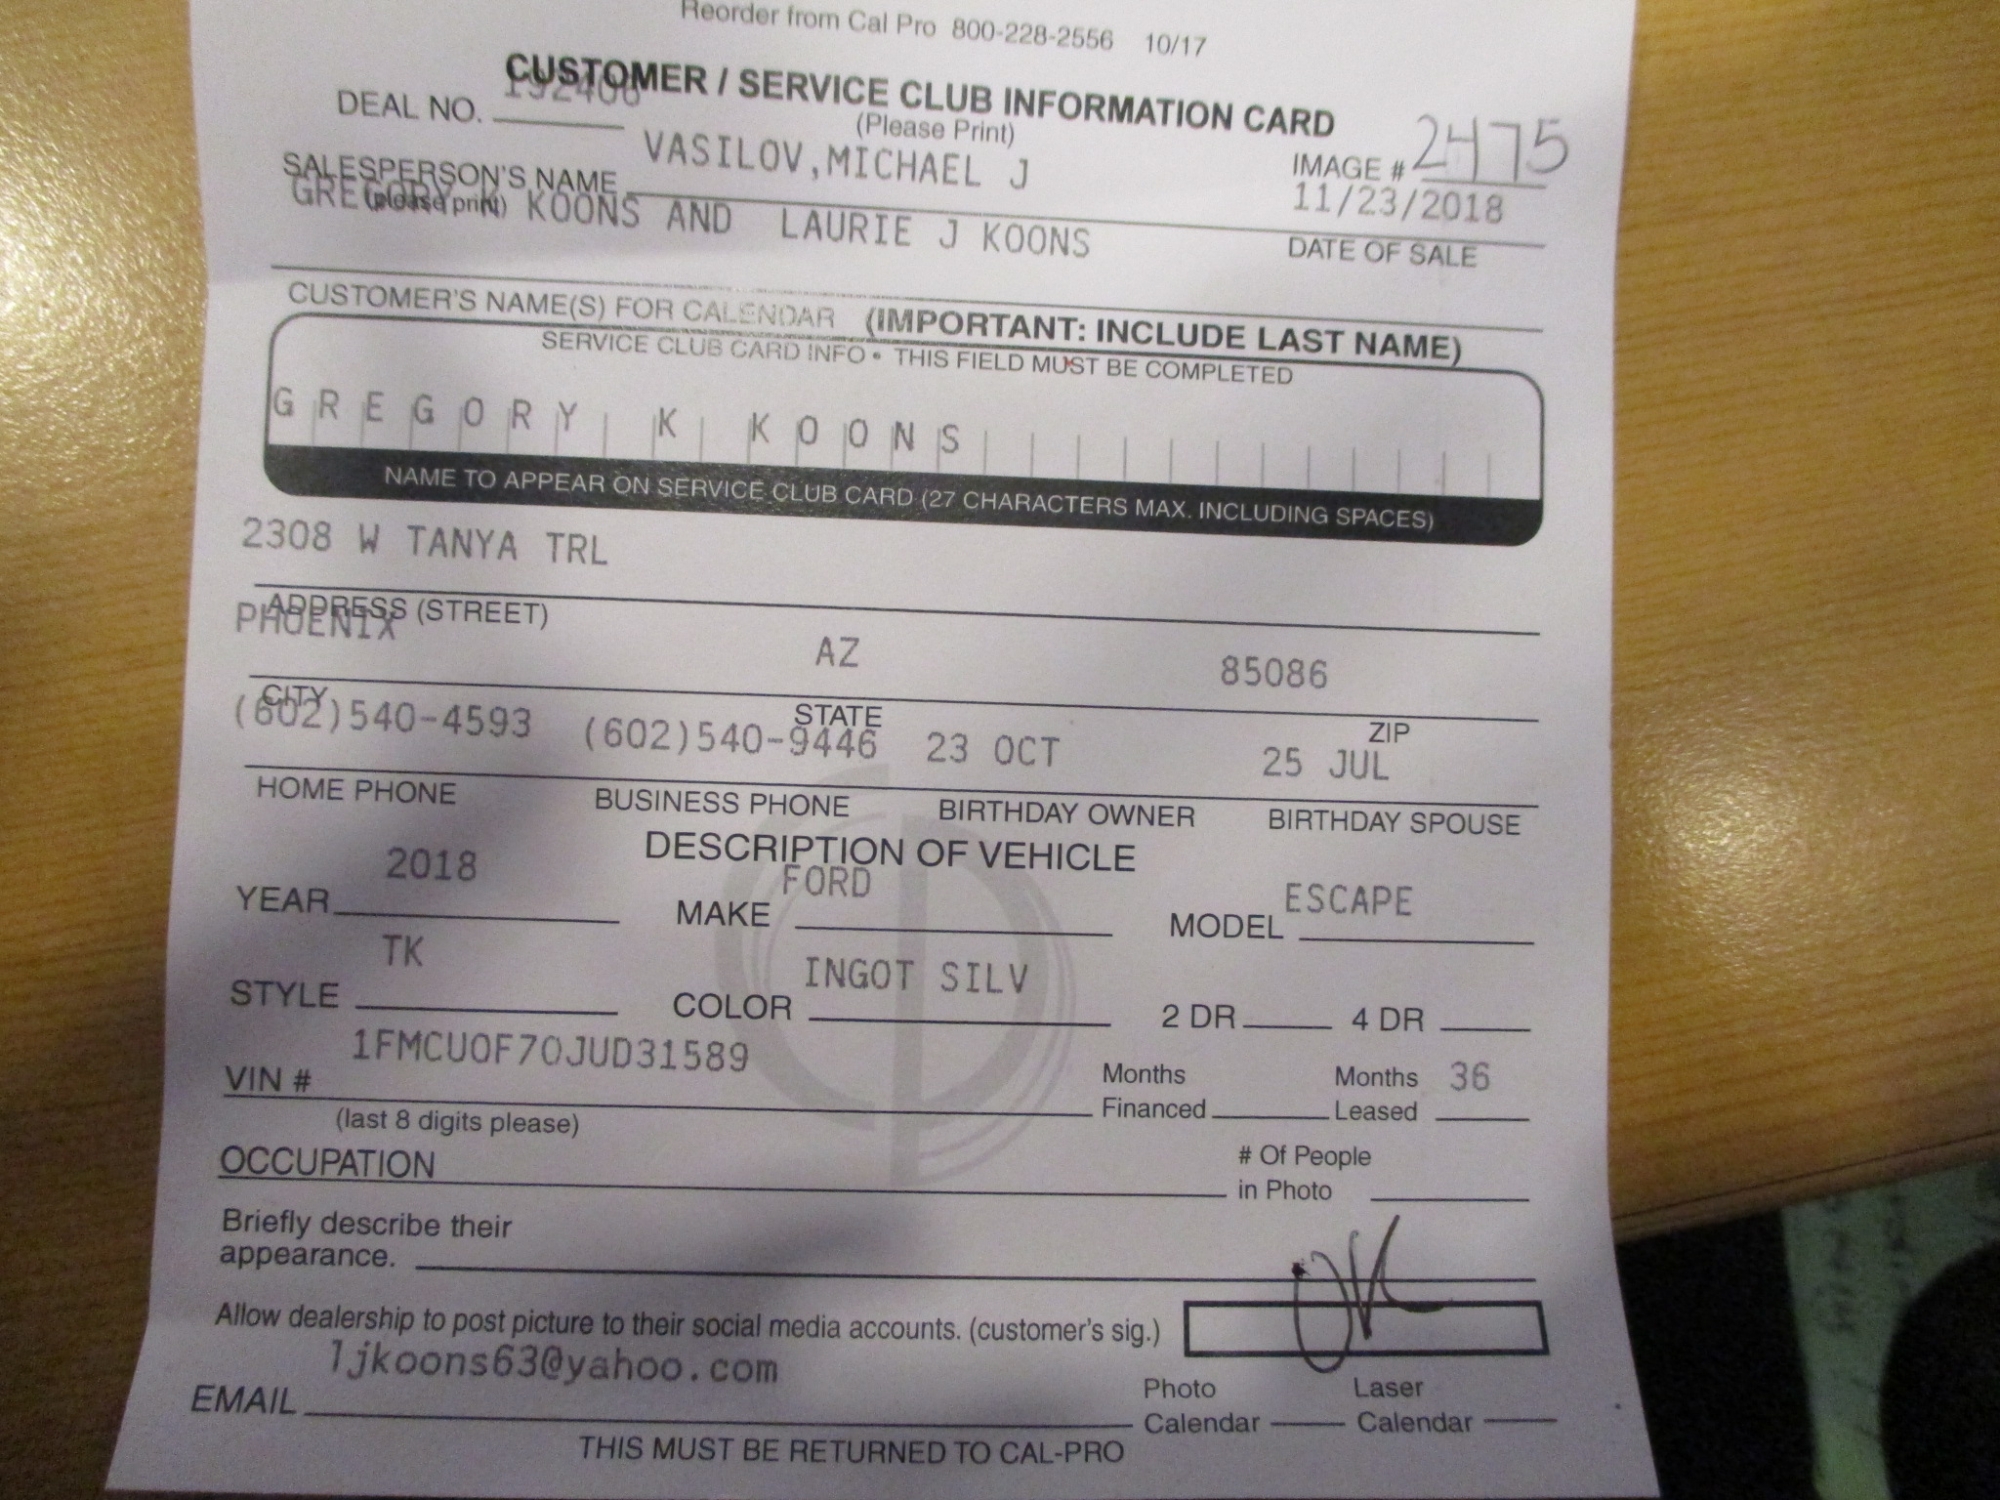 Reorder from Cal Pro 800-228-2556 10/17
CUSTOMER / SERVICE CLUB INFORMATION CARD
(Please Print)
DEAL NO. 192406
IMAGE # 2475
SALESPERSON'S NAME VASILOV,MICHAEL J
(please print)
11/23/2018
DATE OF SALE
GREGORY K KOONS AND LAURIE J KOONS
CUSTOMER'S NAME(S) FOR CALENDAR (IMPORTANT: INCLUDE LAST NAME)
SERVICE CLUB CARD INFO • THIS FIELD MUST BE COMPLETED
GREGORY K KOONS
NAME TO APPEAR ON SERVICE CLUB CARD (27 CHARACTERS MAX. INCLUDING SPACES)
2308 W TANYA TRL
ADDRESS (STREET)
PHOENIX AZ 85086
CITY STATE ZIP
(602)540-4593 (602)540-9446 23 OCT 25 JUL
HOME PHONE BUSINESS PHONE BIRTHDAY OWNER BIRTHDAY SPOUSE
DESCRIPTION OF VEHICLE
YEAR 2018 MAKE FORD MODEL ESCAPE
STYLE TK COLOR INGOT SILV 2 DR 4 DR
VIN # 1FMCU0F70JUD31589 Months Financed Months Leased 36
(last 8 digits please)
OCCUPATION # Of People in Photo
Briefly describe their
appearance.
Allow dealership to post picture to their social media accounts. (customer's sig.)
EMAIL ljkoons63@yahoo.com
Photo Calendar Laser Calendar
THIS MUST BE RETURNED TO CAL-PRO